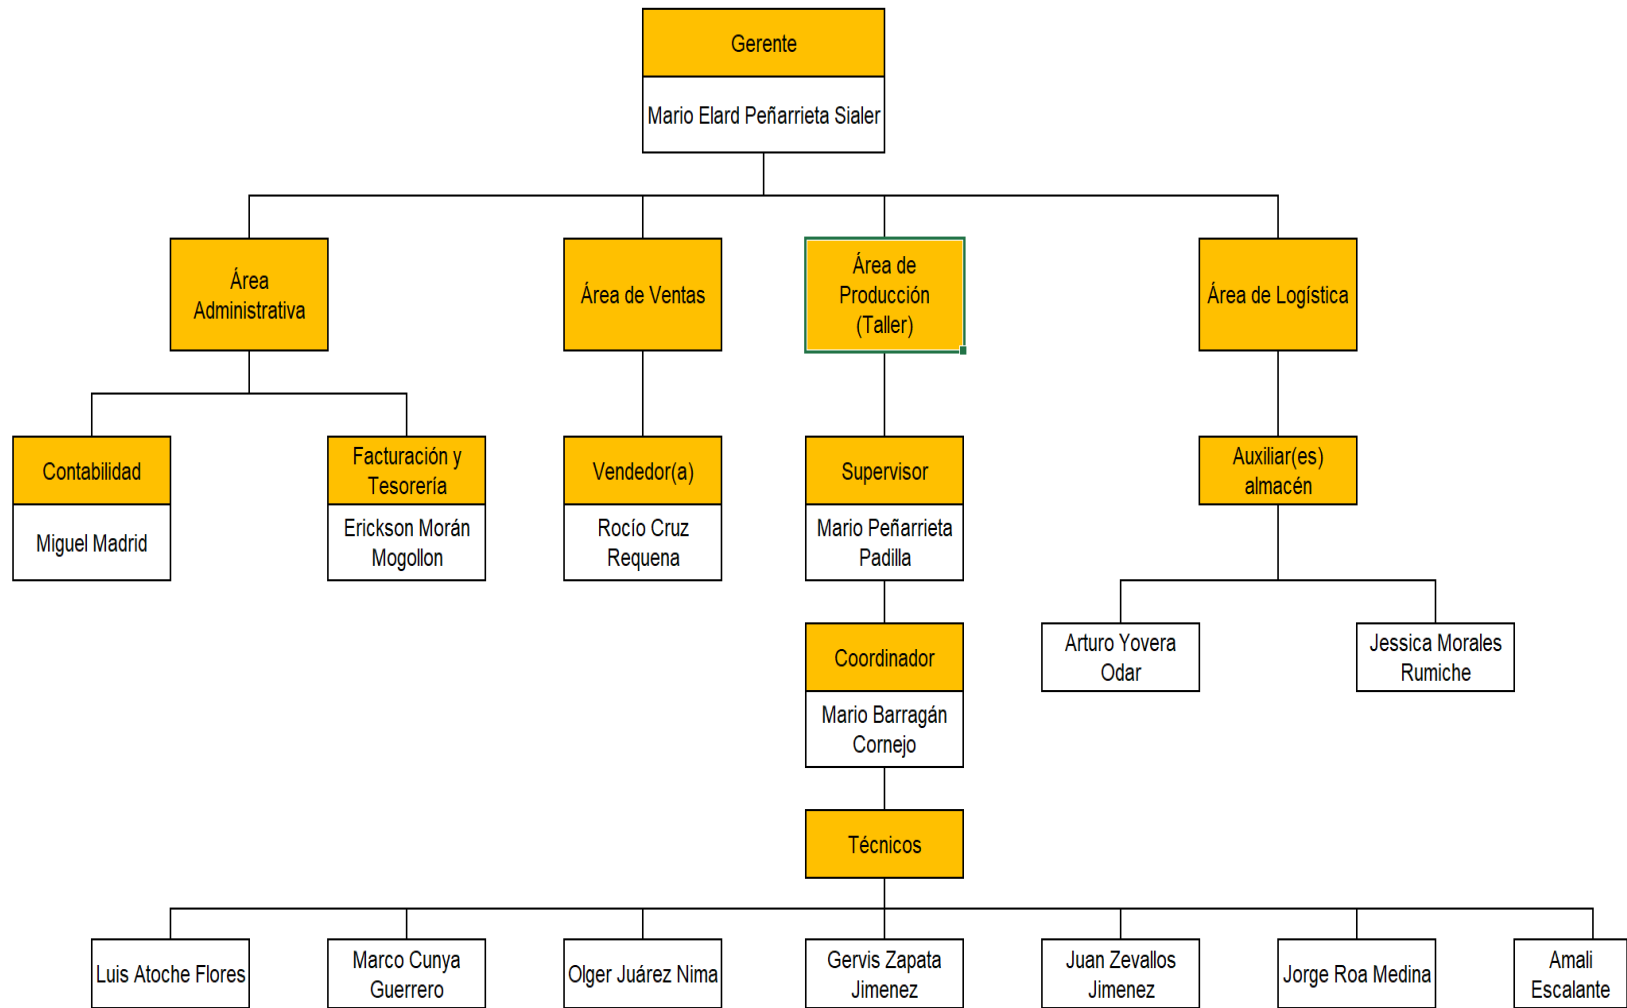 Gerente
Mario Elard Peñarrieta Sialer
Área
Administrativa
Área de Ventas
Área de
Producción
(Taller)
Área de Logística
Contabilidad
Miguel Madrid
Facturación y
Tesorería
Erickson Morán
Mogollon
Vendedor(a)
Rocío Cruz
Requena
Supervisor
Mario Peñarrieta
Padilla
Auxiliar(es)
almacén
Coordinador
Mario Barragán
Cornejo
Arturo Yovera
Odar
Jessica Morales
Rumiche
Técnicos
Luis Atoche Flores
Marco Cunya
Guerrero
Olger Juárez Nima
Gervis Zapata
Jimenez
Juan Zevallos
Jimenez
Jorge Roa Medina
Amali
Escalante